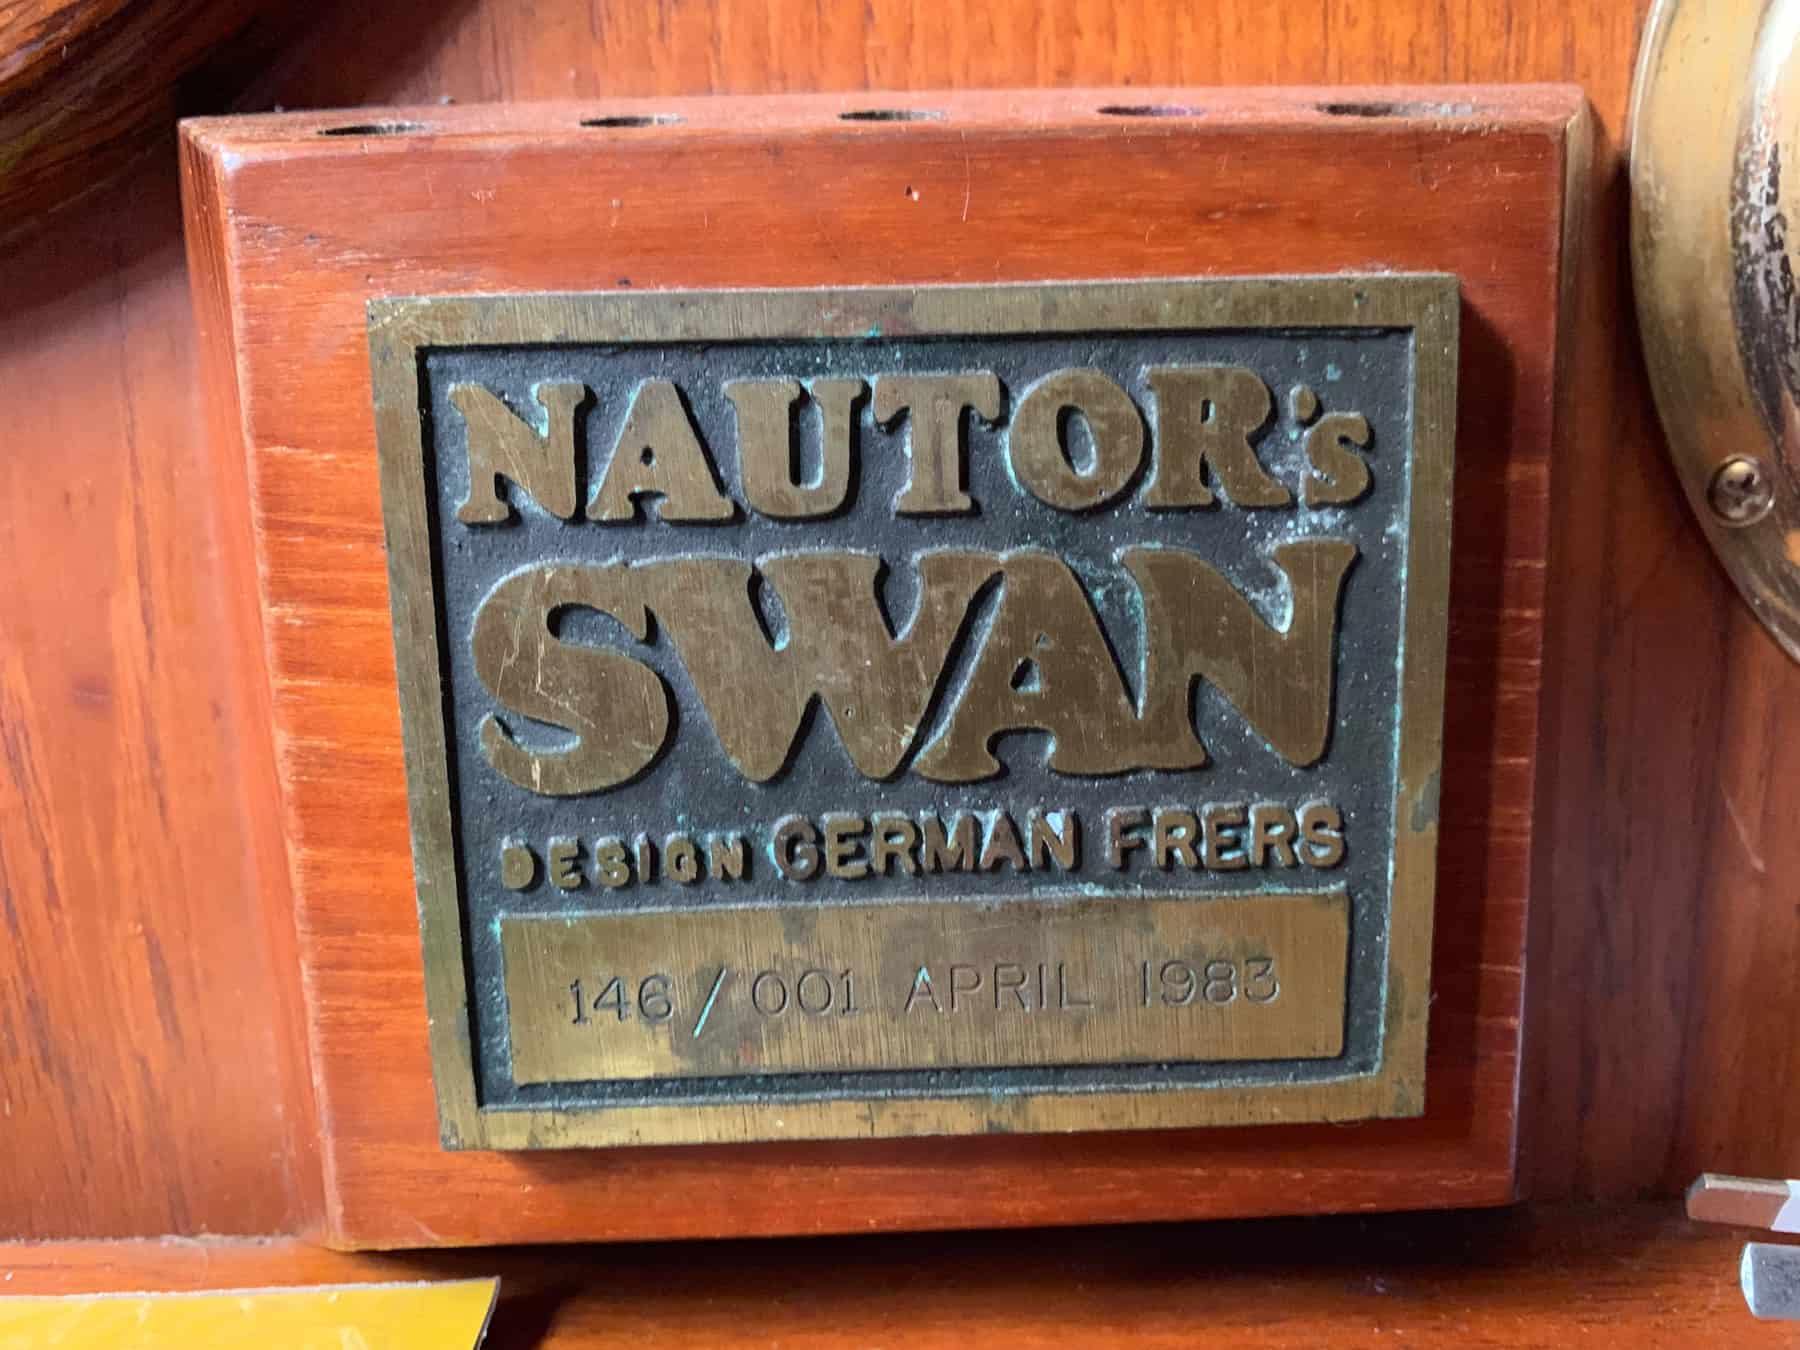 NAUTOR's
SWAN
DESIGN GERMAN FRERS
146/001 APRIL 1983